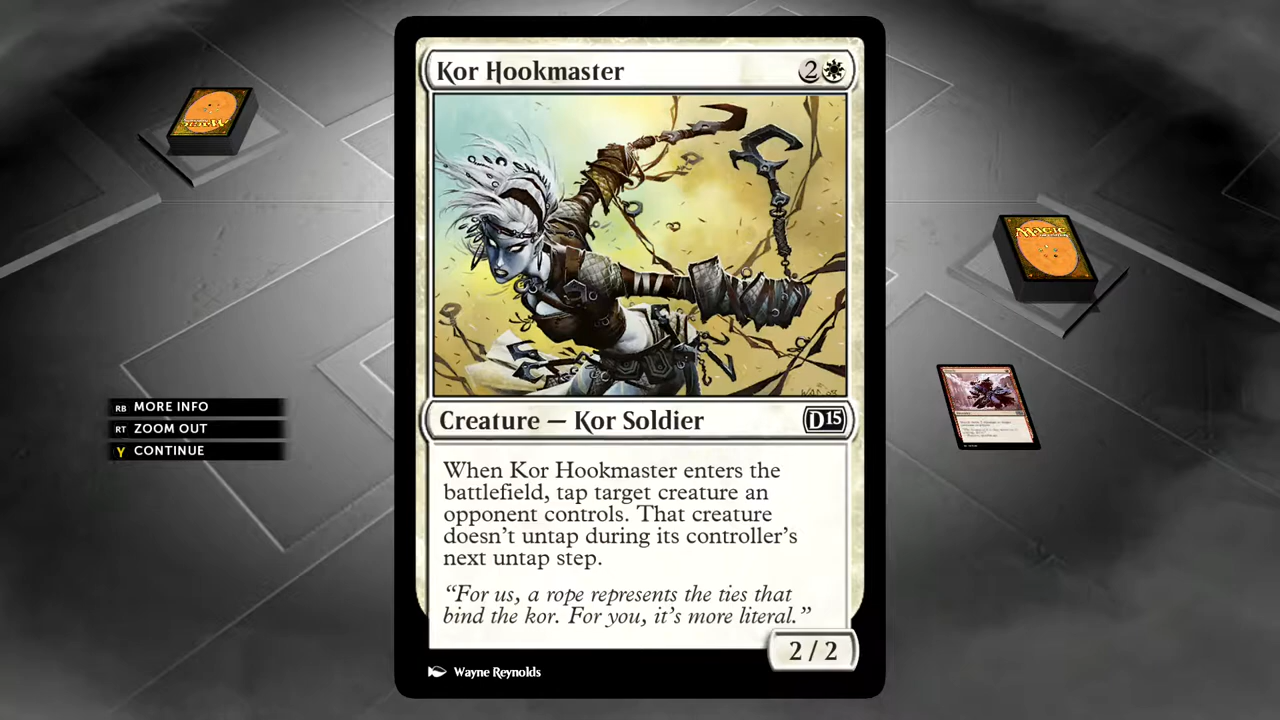 Kor Hookmaster
2
MAGIC
RB MORE INFO
RT ZOOM OUT
Y CONTINUE
Creature — Kor Soldier
D15
When Kor Hookmaster enters the
battlefield, tap target creature an
opponent controls. That creature
doesn't untap during its controller's
next untap step.
“For us, a rope represents the ties that
bind the kor. For you, it's more literal.”
2 / 2
Wayne Reynolds